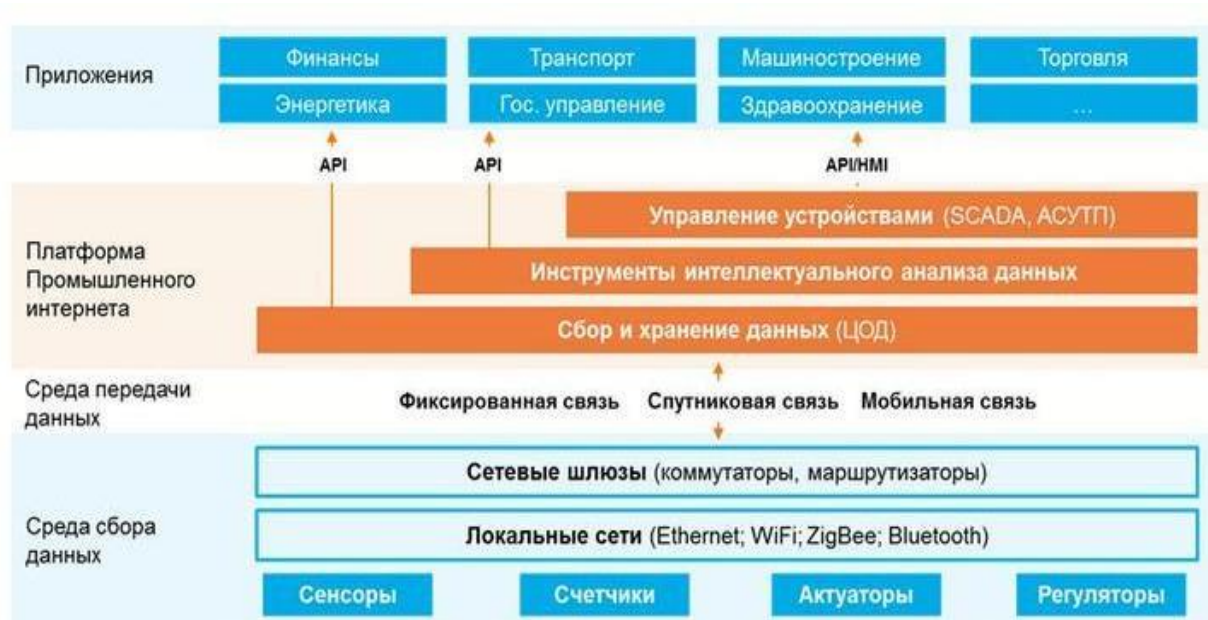 Приложения
Финансы
Транспорт
Машиностроение
Торговля
Энергетика
Гос. управление
Здравоохранение
...
API
API
API/HMI
Платформа
Промышленного
интернета
Управление устройствами (SCADA, АСУТП)
Инструменты интеллектуального анализа данных
Сбор и хранение данных (ЦОД)
Среда передачи
данных
Фиксированная связь Спутниковая связь Мобильная связь
Среда сбора
данных
Сетевые шлюзы (коммутаторы, маршрутизаторы)
Локальные сети (Ethernet; WiFi; ZigBee; Bluetooth)
Сенсоры
Счетчики
Актуаторы
Регуляторы